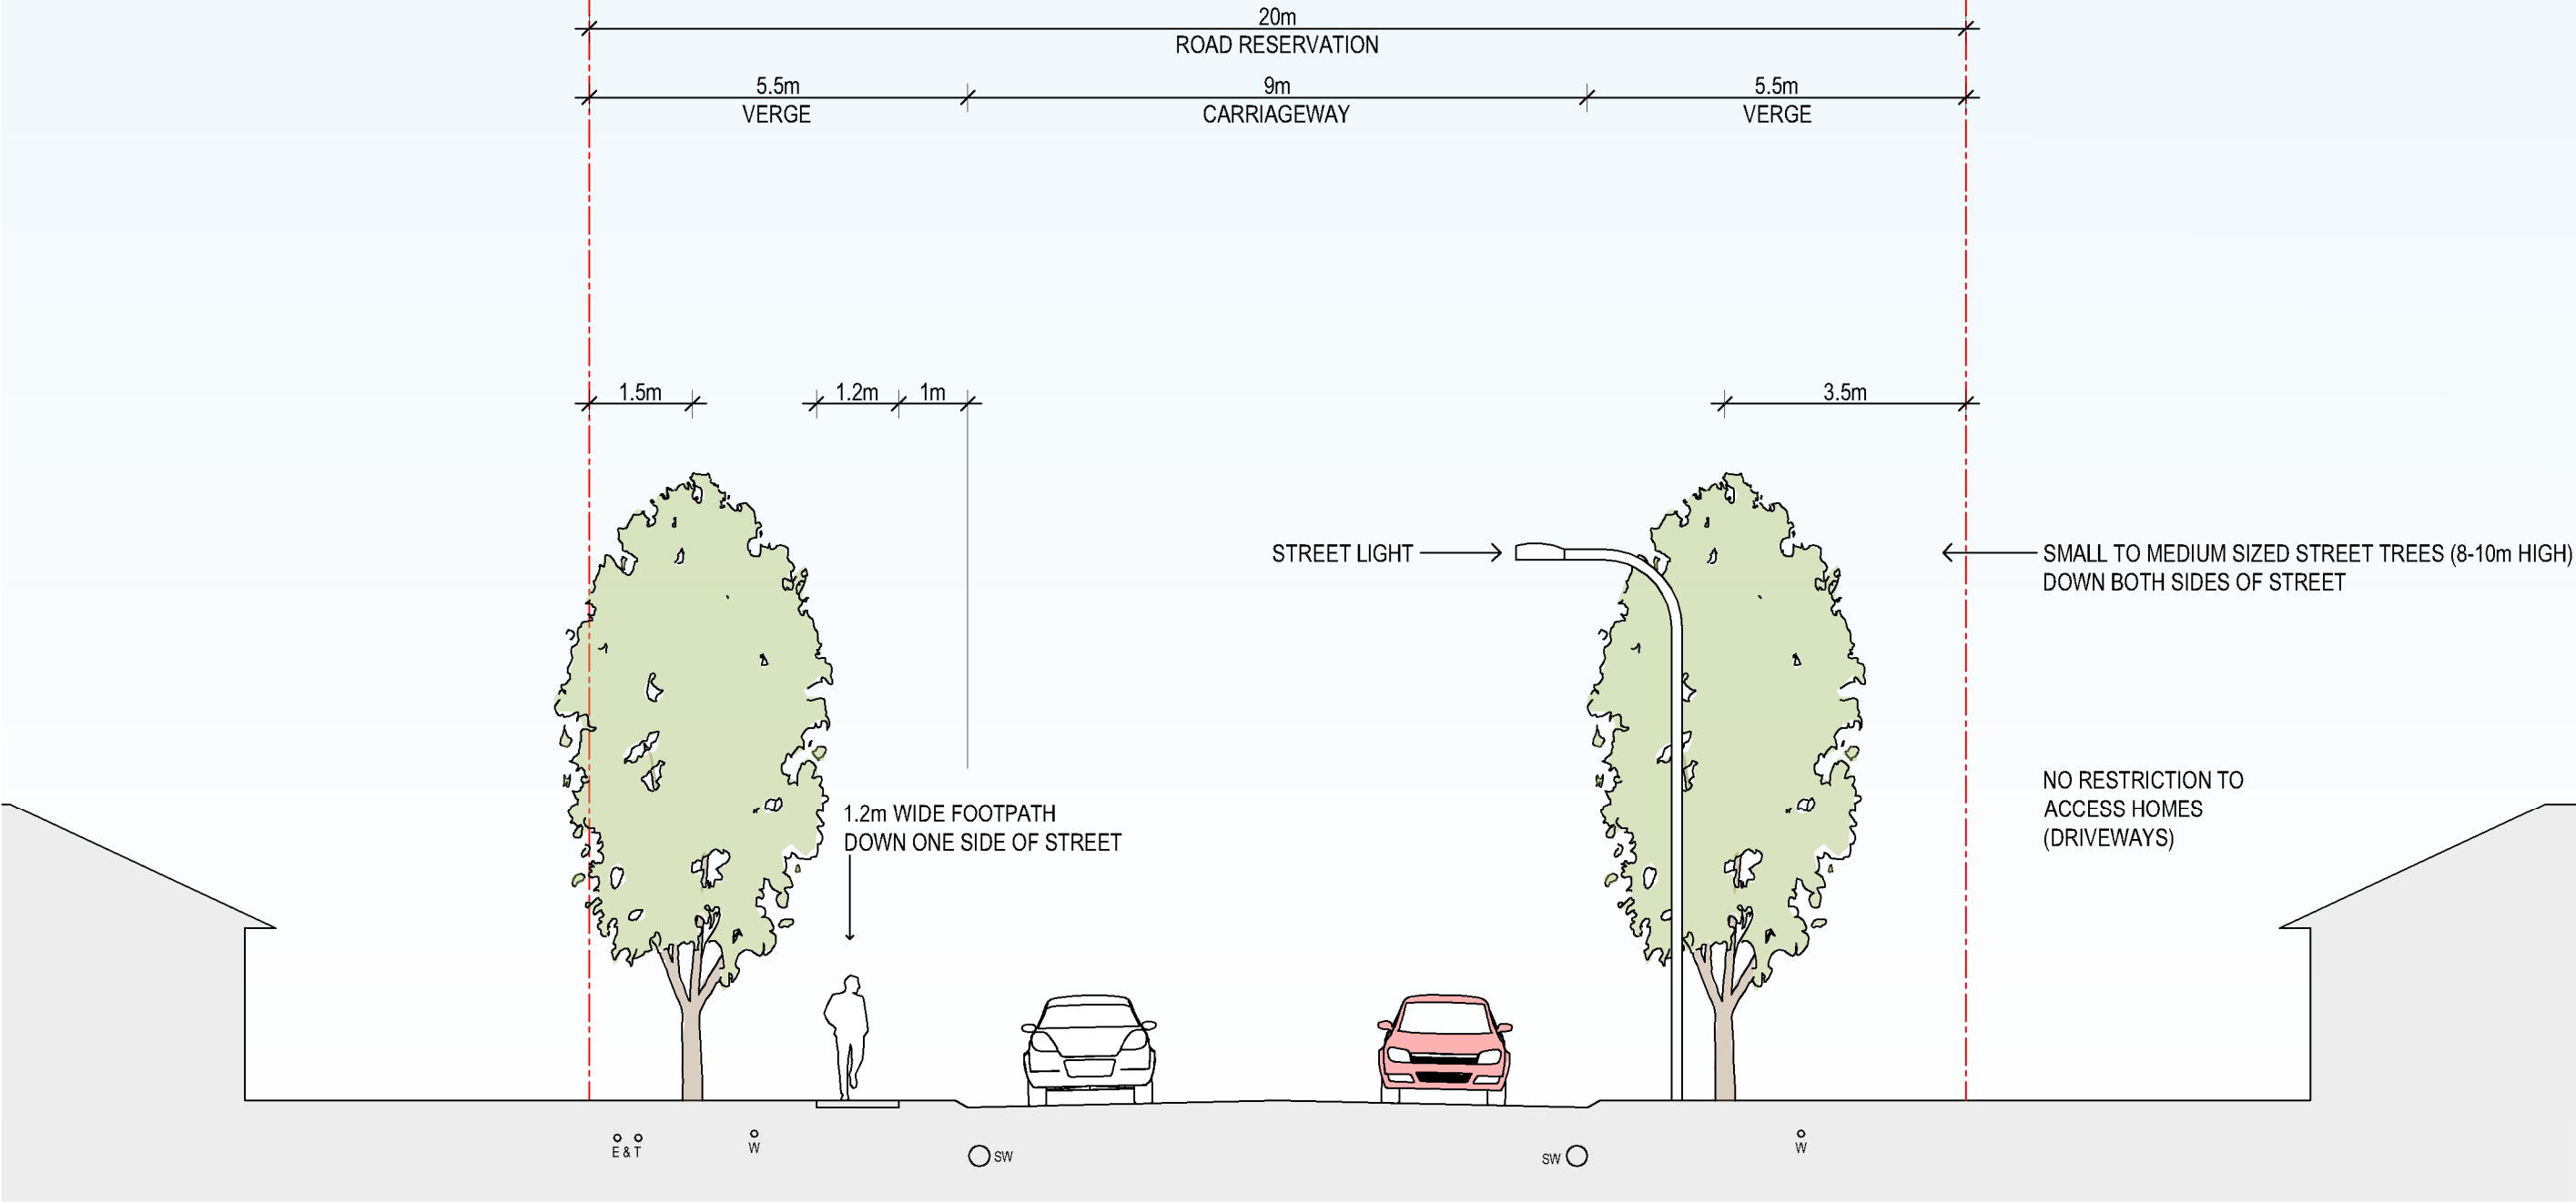 20m
ROAD RESERVATION
5.5m
9m
5.5m
VERGE
CARRIAGEWAY
VERGE
1.5m
1.2m
1m
3.5m
STREET LIGHT
SMALL TO MEDIUM SIZED STREET TREES (8-10m HIGH)
DOWN BOTH SIDES OF STREET
NO RESTRICTION TO
ACCESS HOMES
(DRIVEWAYS)
1.2m WIDE FOOTPATH
DOWN ONE SIDE OF STREET
E & T
W
SW
SW
W